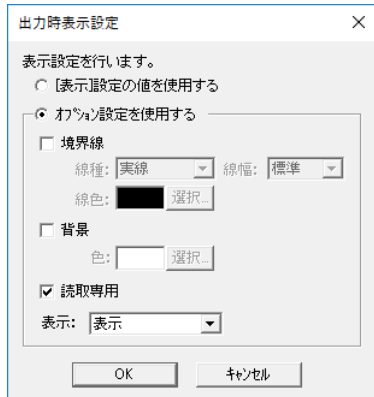 出力時表示設定
表示設定を行います。
[表示]設定の値を使用する
ｵﾌﾟｼｮﾝ設定を使用する
境界線
線種: 実線 線幅: 標準
線色: 選択...
背景
色: 選択...
読取専用
表示: 表示
OK ｷｬﾝｾﾙ